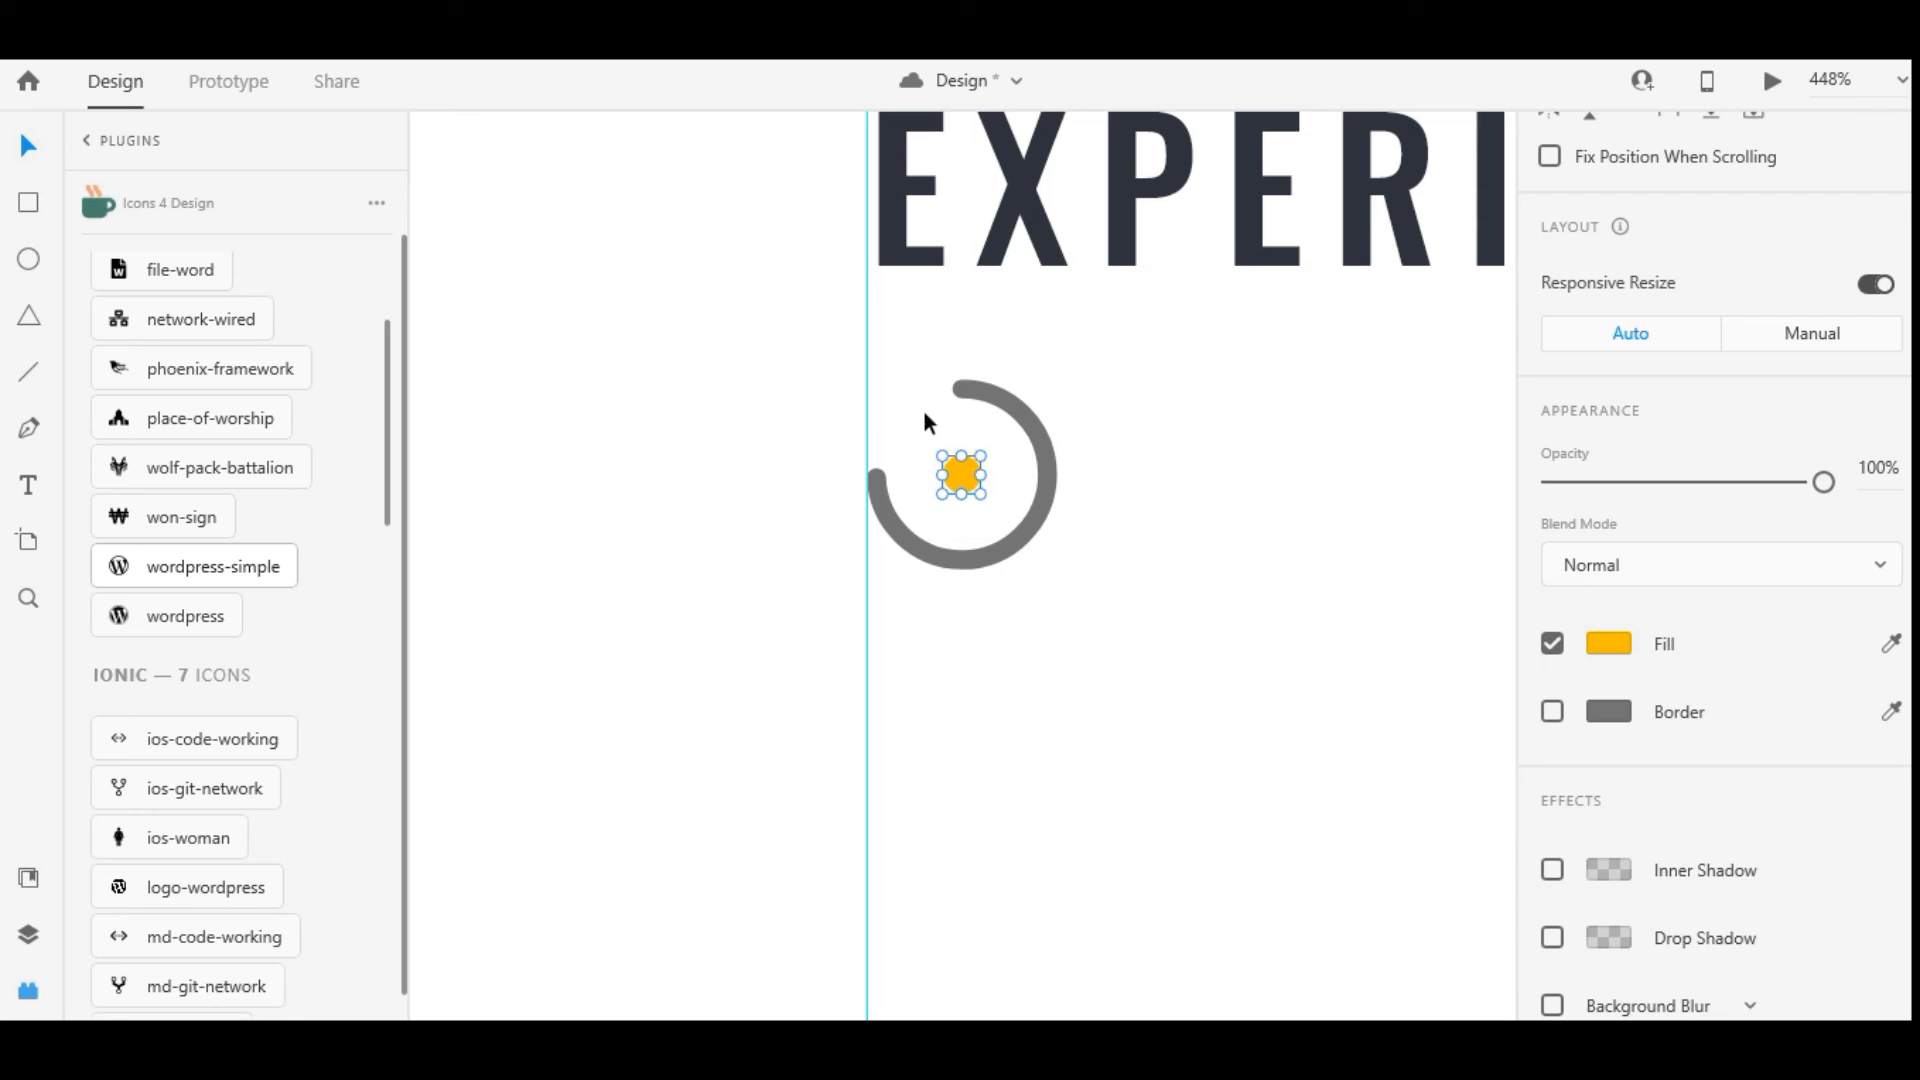 Design
Prototype
Share
Design *
448%
PLUGINS
Icons 4 Design
file-word
network-wired
phoenix-framework
place-of-worship
wolf-pack-battalion
won-sign
wordpress-simple
wordpress
IONIC — 7 ICONS
ios-code-working
ios-git-network
ios-woman
logo-wordpress
md-code-working
md-git-network
EXPERI
Fix Position When Scrolling
LAYOUT
Responsive Resize
Auto
Manual
APPEARANCE
Opacity
100%
Blend Mode
Normal
Fill
Border
EFFECTS
Inner Shadow
Drop Shadow
Background Blur